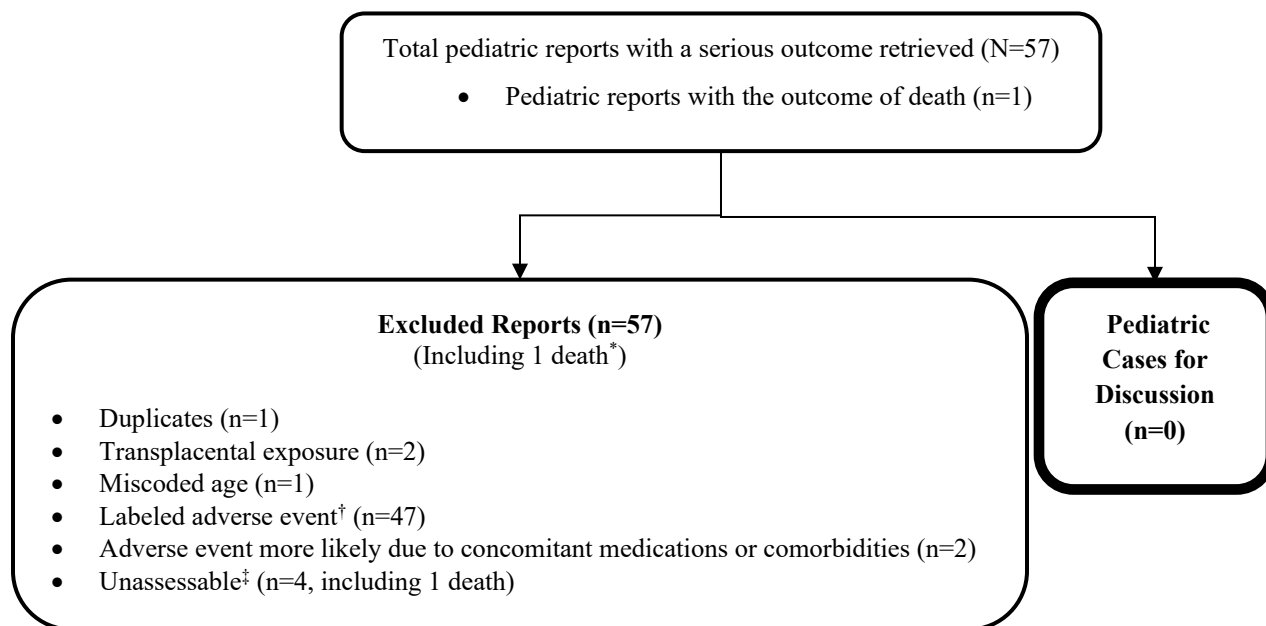 Total pediatric reports with a serious outcome retrieved (N=57)
• Pediatric reports with the outcome of death (n=1)
Excluded Reports (n=57)
(Including 1 death*)
• Duplicates (n=1)
• Transplacental exposure (n=2)
• Miscoded age (n=1)
• Labeled adverse event† (n=47)
• Adverse event more likely due to concomitant medications or comorbidities (n=2)
• Unassessable‡ (n=4, including 1 death)
Pediatric
Cases for
Discussion
(n=0)